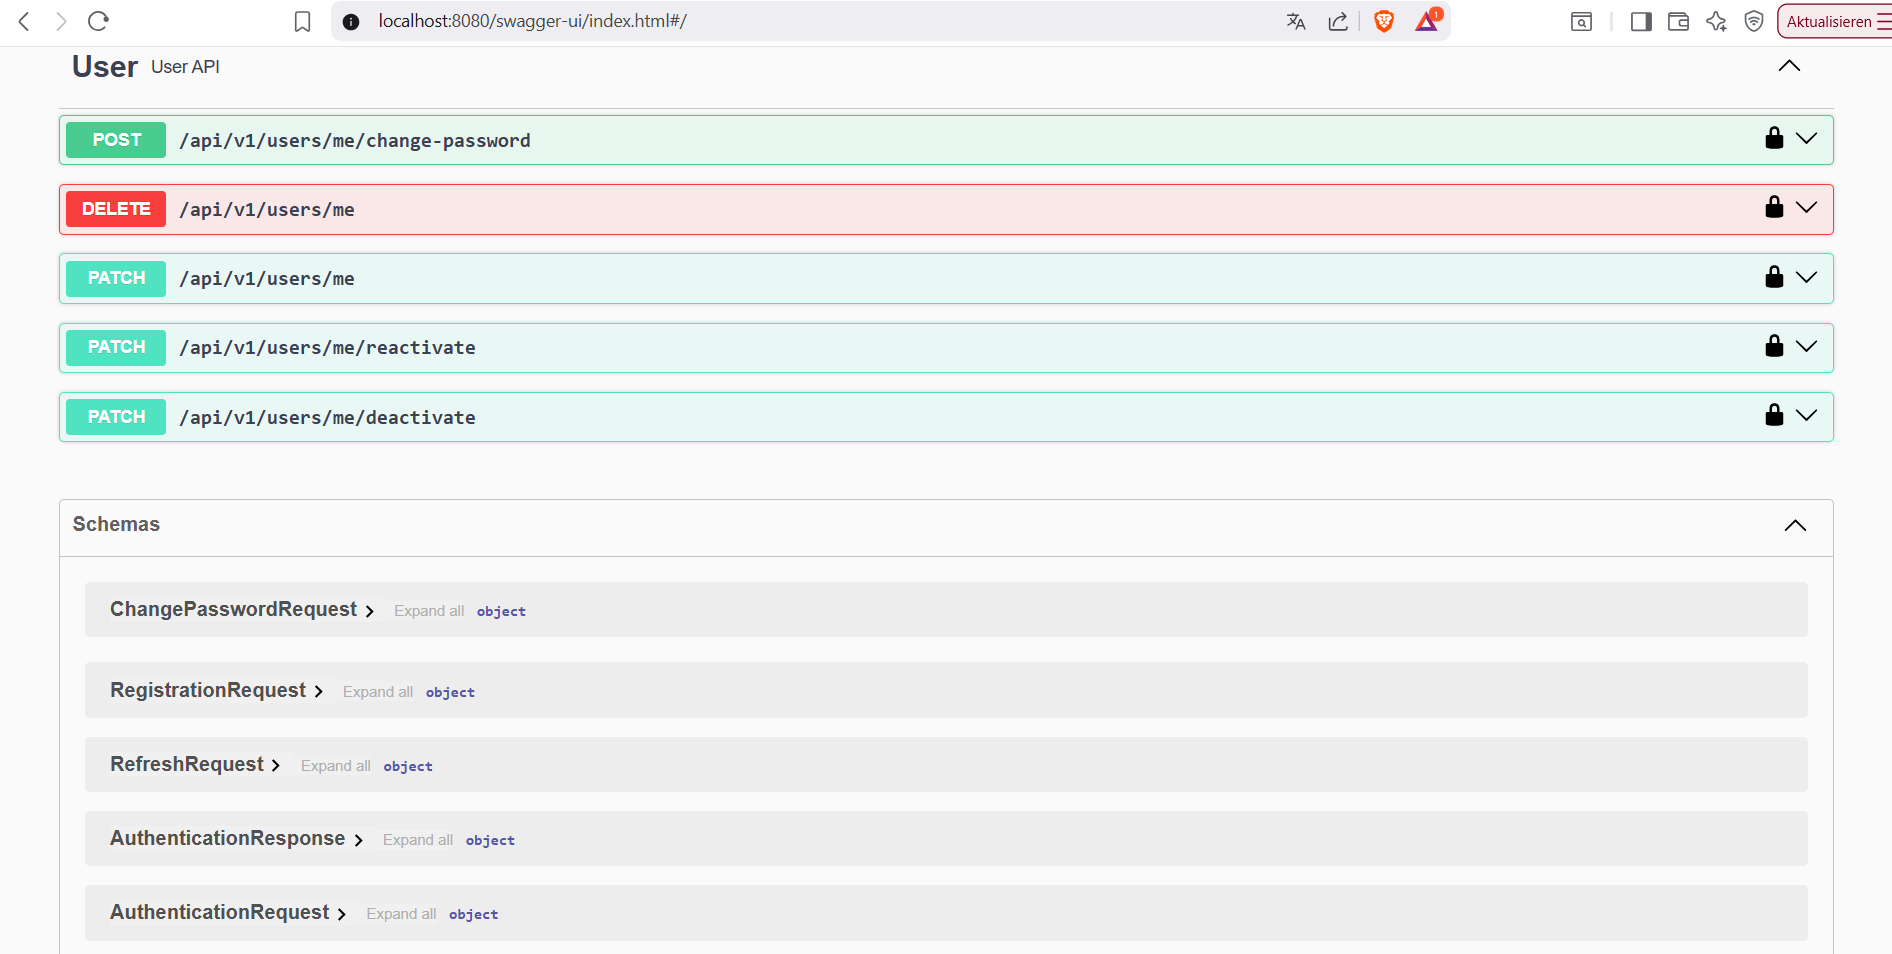 localhost:8080/swagger-ui/index.html#/
1
Aktualisieren
User User API
POST /api/v1/users/me/change-password
DELETE /api/v1/users/me
PATCH /api/v1/users/me
PATCH /api/v1/users/me/reactivate
PATCH /api/v1/users/me/deactivate
Schemas
ChangePasswordRequest Expand all object
RegistrationRequest Expand all object
RefreshRequest Expand all object
AuthenticationResponse Expand all object
AuthenticationRequest Expand all object